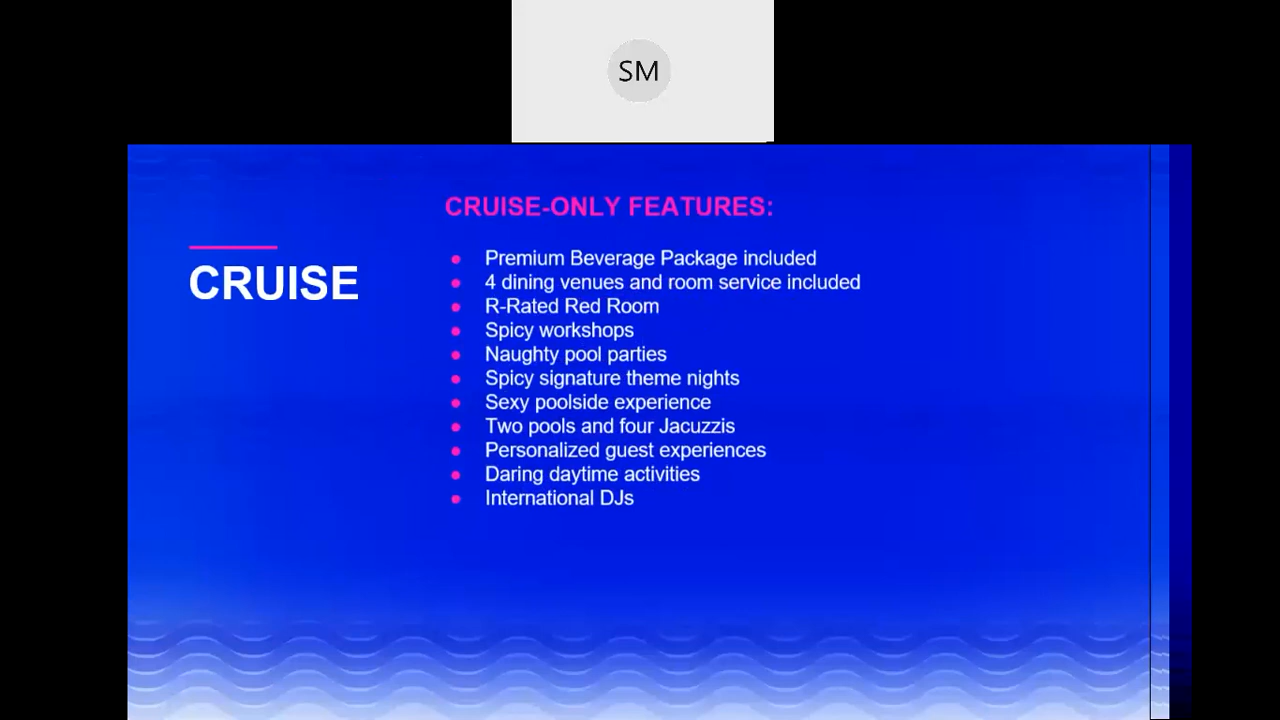 SM
CRUISE-ONLY FEATURES:
CRUISE
Premium Beverage Package included
4 dining venues and room service included
R-Rated Red Room
Spicy workshops
Naughty pool parties
Spicy signature theme nights
Sexy poolside experience
Two pools and four Jacuzzis
Personalized guest experiences
Daring daytime activities
International DJs